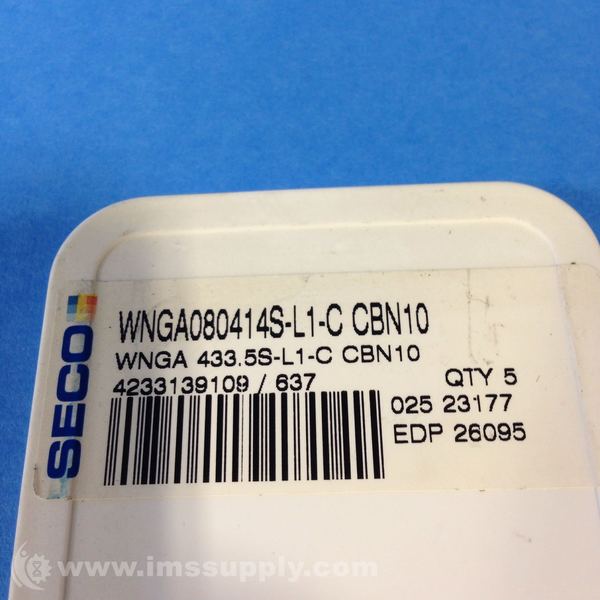 SECO
WNGA080414S-L1-C CBN10
WNGA 433.5S-L1-C CBN10
4233139109 / 637
QTY 5
025 23177
EDP 26095
www.imssupply.com